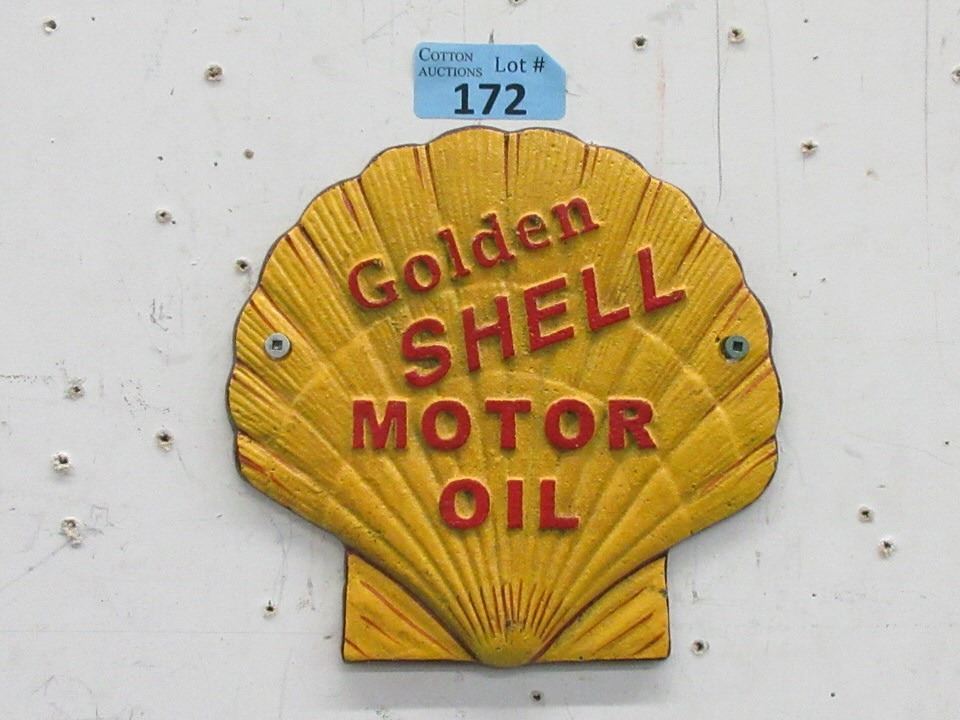 COTTON
AUCTIONS Lot #
172
Golden
SHELL
MOTOR
OIL